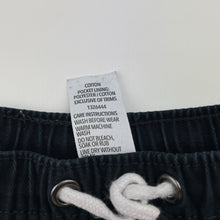 COTTON
POCKET LINING:
POLYESTER / COTTON
EXCLUSIVE OF TRIMS
1326444
CARE INSTRUCTIONS
WASH BEFORE WEAR
WARM MACHINE
WASH
DO NOT BLEACH,
SOAK OR RUB
LINE DRY WITHOUT